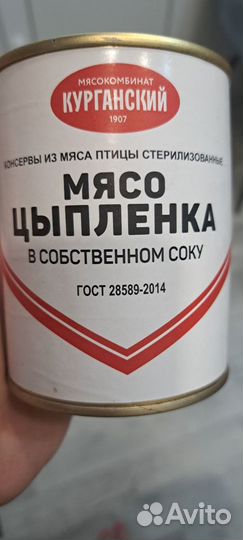 МЯСОКОМБИНАТ
КУРГАНСКИЙ
1907
КОНСЕРВЫ ИЗ МЯСА ПТИЦЫ СТЕРИЛИЗОВАННЫЕ
МЯСО
ЦЫПЛЕНКА
В СОБСТВЕННОМ СОКУ
ГОСТ 28589-2014
Avito